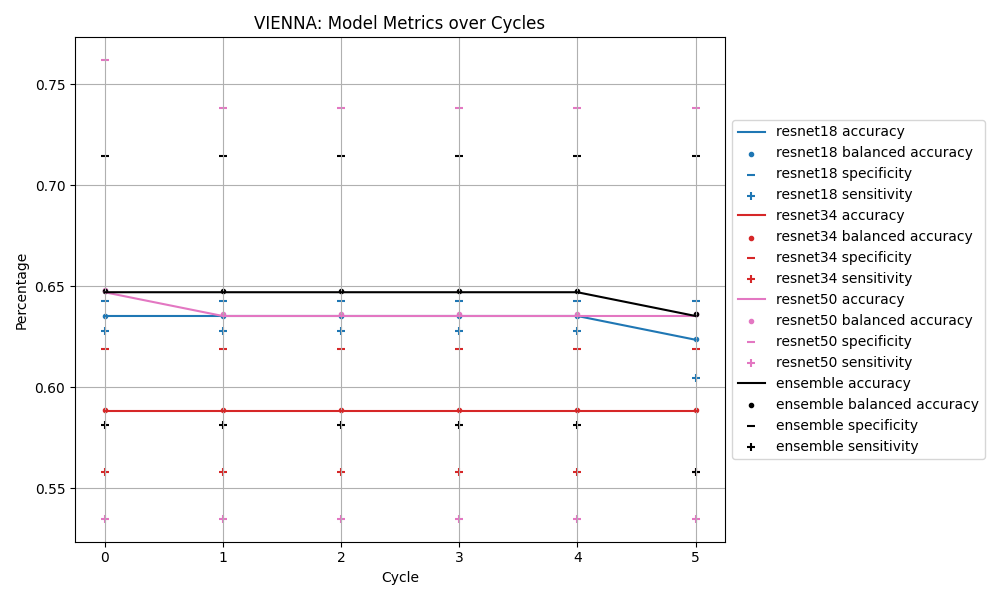 VIENNA: Model Metrics over Cycles
Percentage
0.75
0.70
0.65
0.60
0.55
0
1
2
3
4
5
Cycle
resnet18 accuracy
resnet18 balanced accuracy
resnet18 specificity
resnet18 sensitivity
resnet34 accuracy
resnet34 balanced accuracy
resnet34 specificity
resnet34 sensitivity
resnet50 accuracy
resnet50 balanced accuracy
resnet50 specificity
resnet50 sensitivity
ensemble accuracy
ensemble balanced accuracy
ensemble specificity
ensemble sensitivity